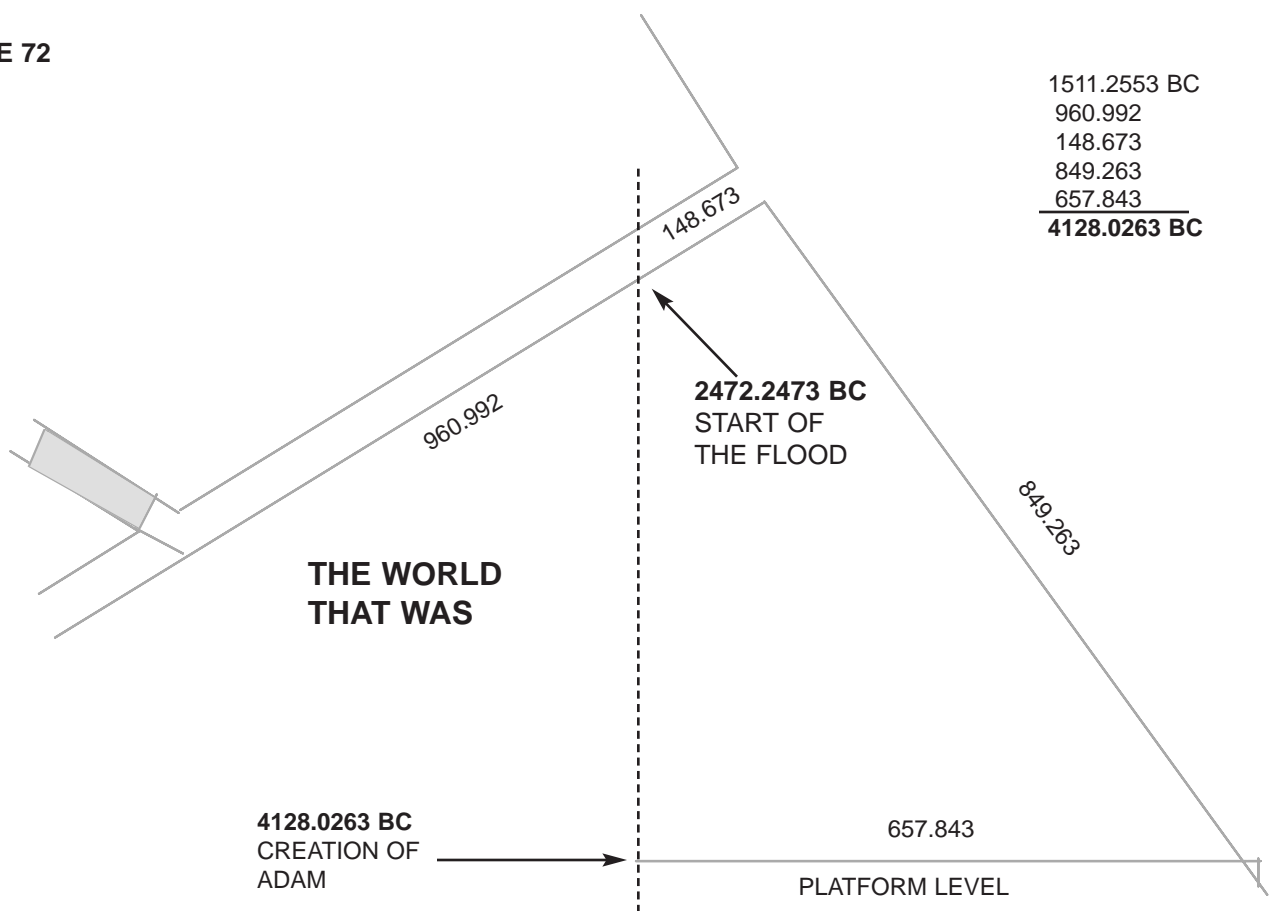 E 72
1511.2553 BC
960.992
148.673
849.263
657.843
4128.0263 BC
148.673
960.992
2472.2473 BC
START OF
THE FLOOD
849.263
THE WORLD
THAT WAS
4128.0263 BC
CREATION OF
ADAM
657.843
PLATFORM LEVEL